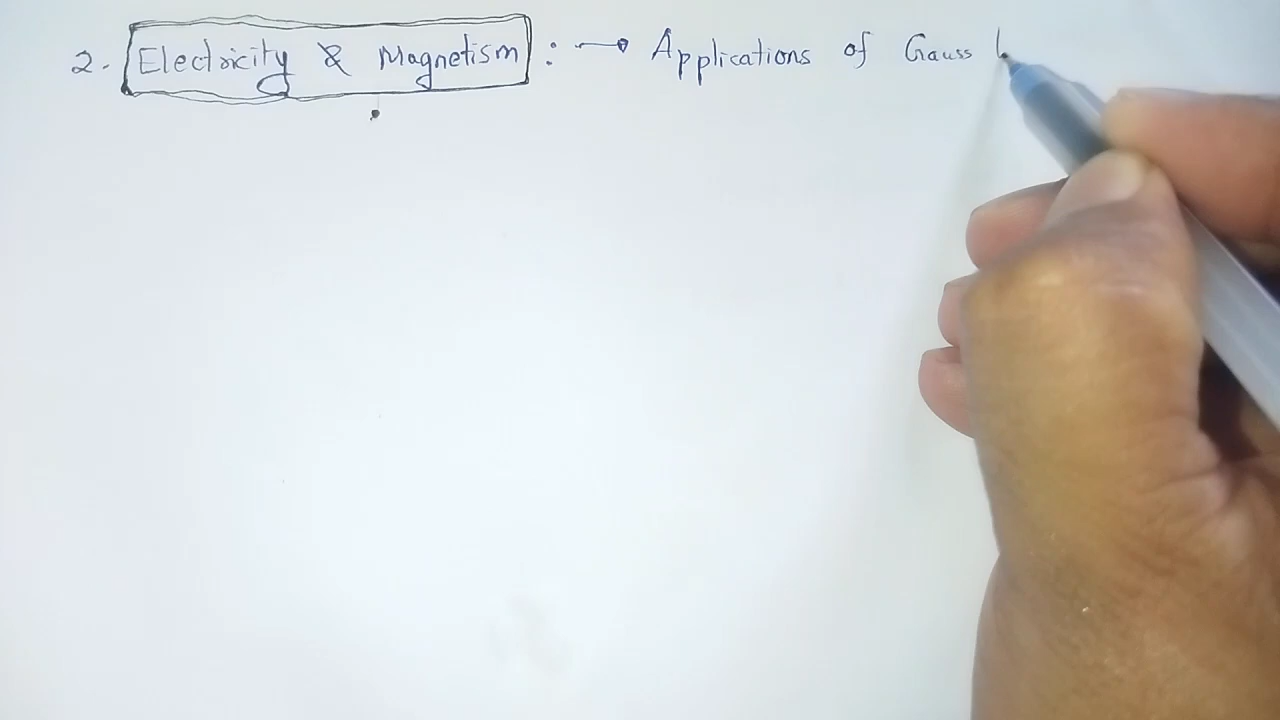 2. Electricity & Magnetism : → Applications of Gauss l